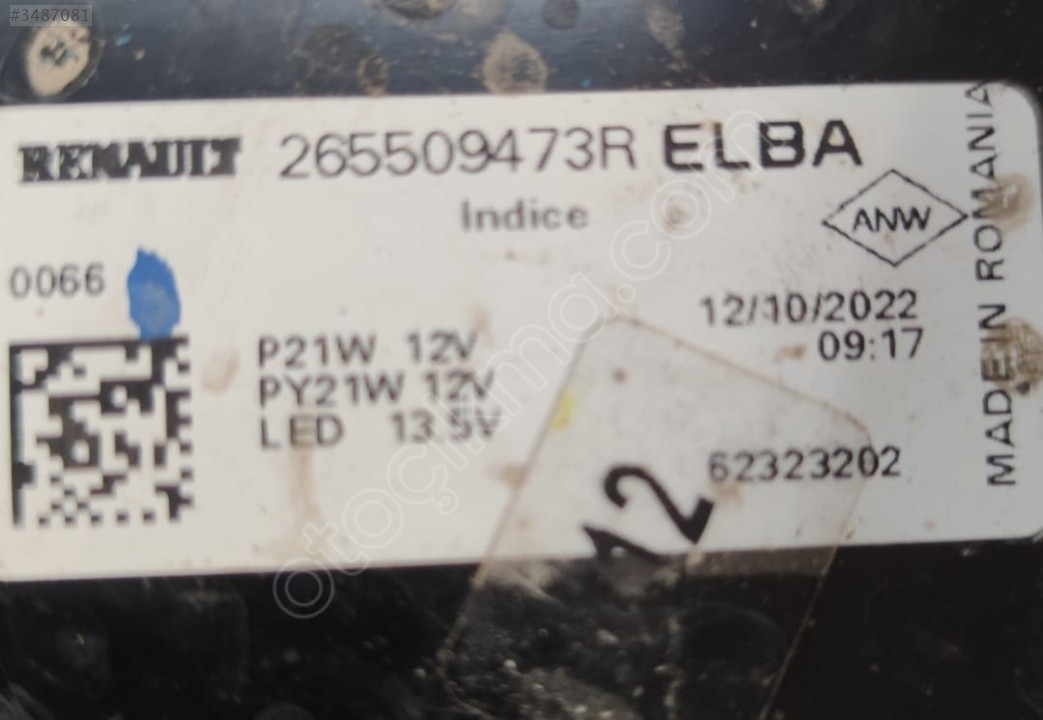 #3487081
RENAULT 265509473R ELBA
Indice
ANW
MADE IN ROMANIA
0066
12/10/2022
09:17
P21W 12V
PY21W 12V
LED 13.5V
62323202
12
otoçıkma.com